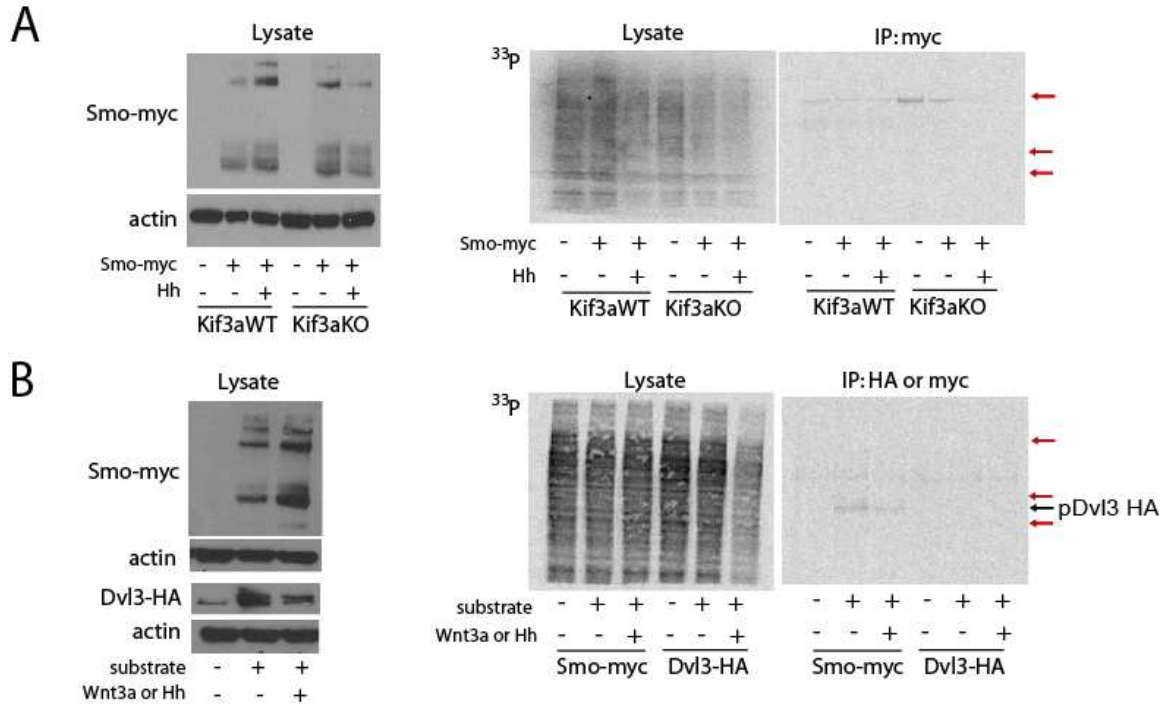 A
Lysate
Smo-myc
actin
Smo-myc - + + - + +
Hh - - + - - +
Kif3aWT Kif3aKO
Lysate IP: myc
33P
Smo-myc - + + - + + - + + - + +
Hh - - + - - + - - + - - +
Kif3aWT Kif3aKO Kif3aWT Kif3aKO
B
Lysate
Smo-myc
actin
Dvl3-HA
actin
substrate - + +
Wnt3a or Hh - - +
Lysate IP: HA or myc
33P
pDvl3 HA
substrate - + + - + + - + + - + +
Wnt3a or Hh - - + - - + - - + - - +
Smo-myc Dvl3-HA Smo-myc Dvl3-HA